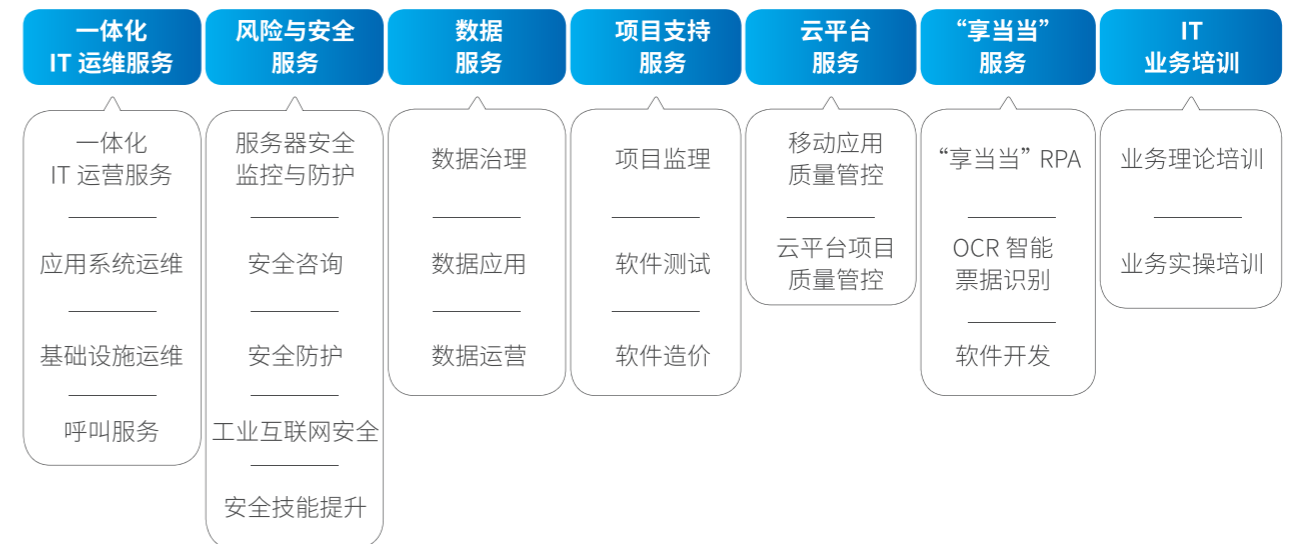 一体化
IT 运维服务
风险与安全
服务
数据
服务
项目支持
服务
云平台
服务
“享当当”
服务
IT
业务培训
一体化
IT 运营服务
应用系统运维
基础设施运维
呼叫服务
服务器安全
监控与防护
安全咨询
安全防护
工业互联网安全
安全技能提升
数据治理
数据应用
数据运营
项目监理
软件测试
软件造价
移动应用
质量管控
云平台项目
质量管控
“享当当” RPA
OCR 智能
票据识别
软件开发
业务理论培训
业务实操培训